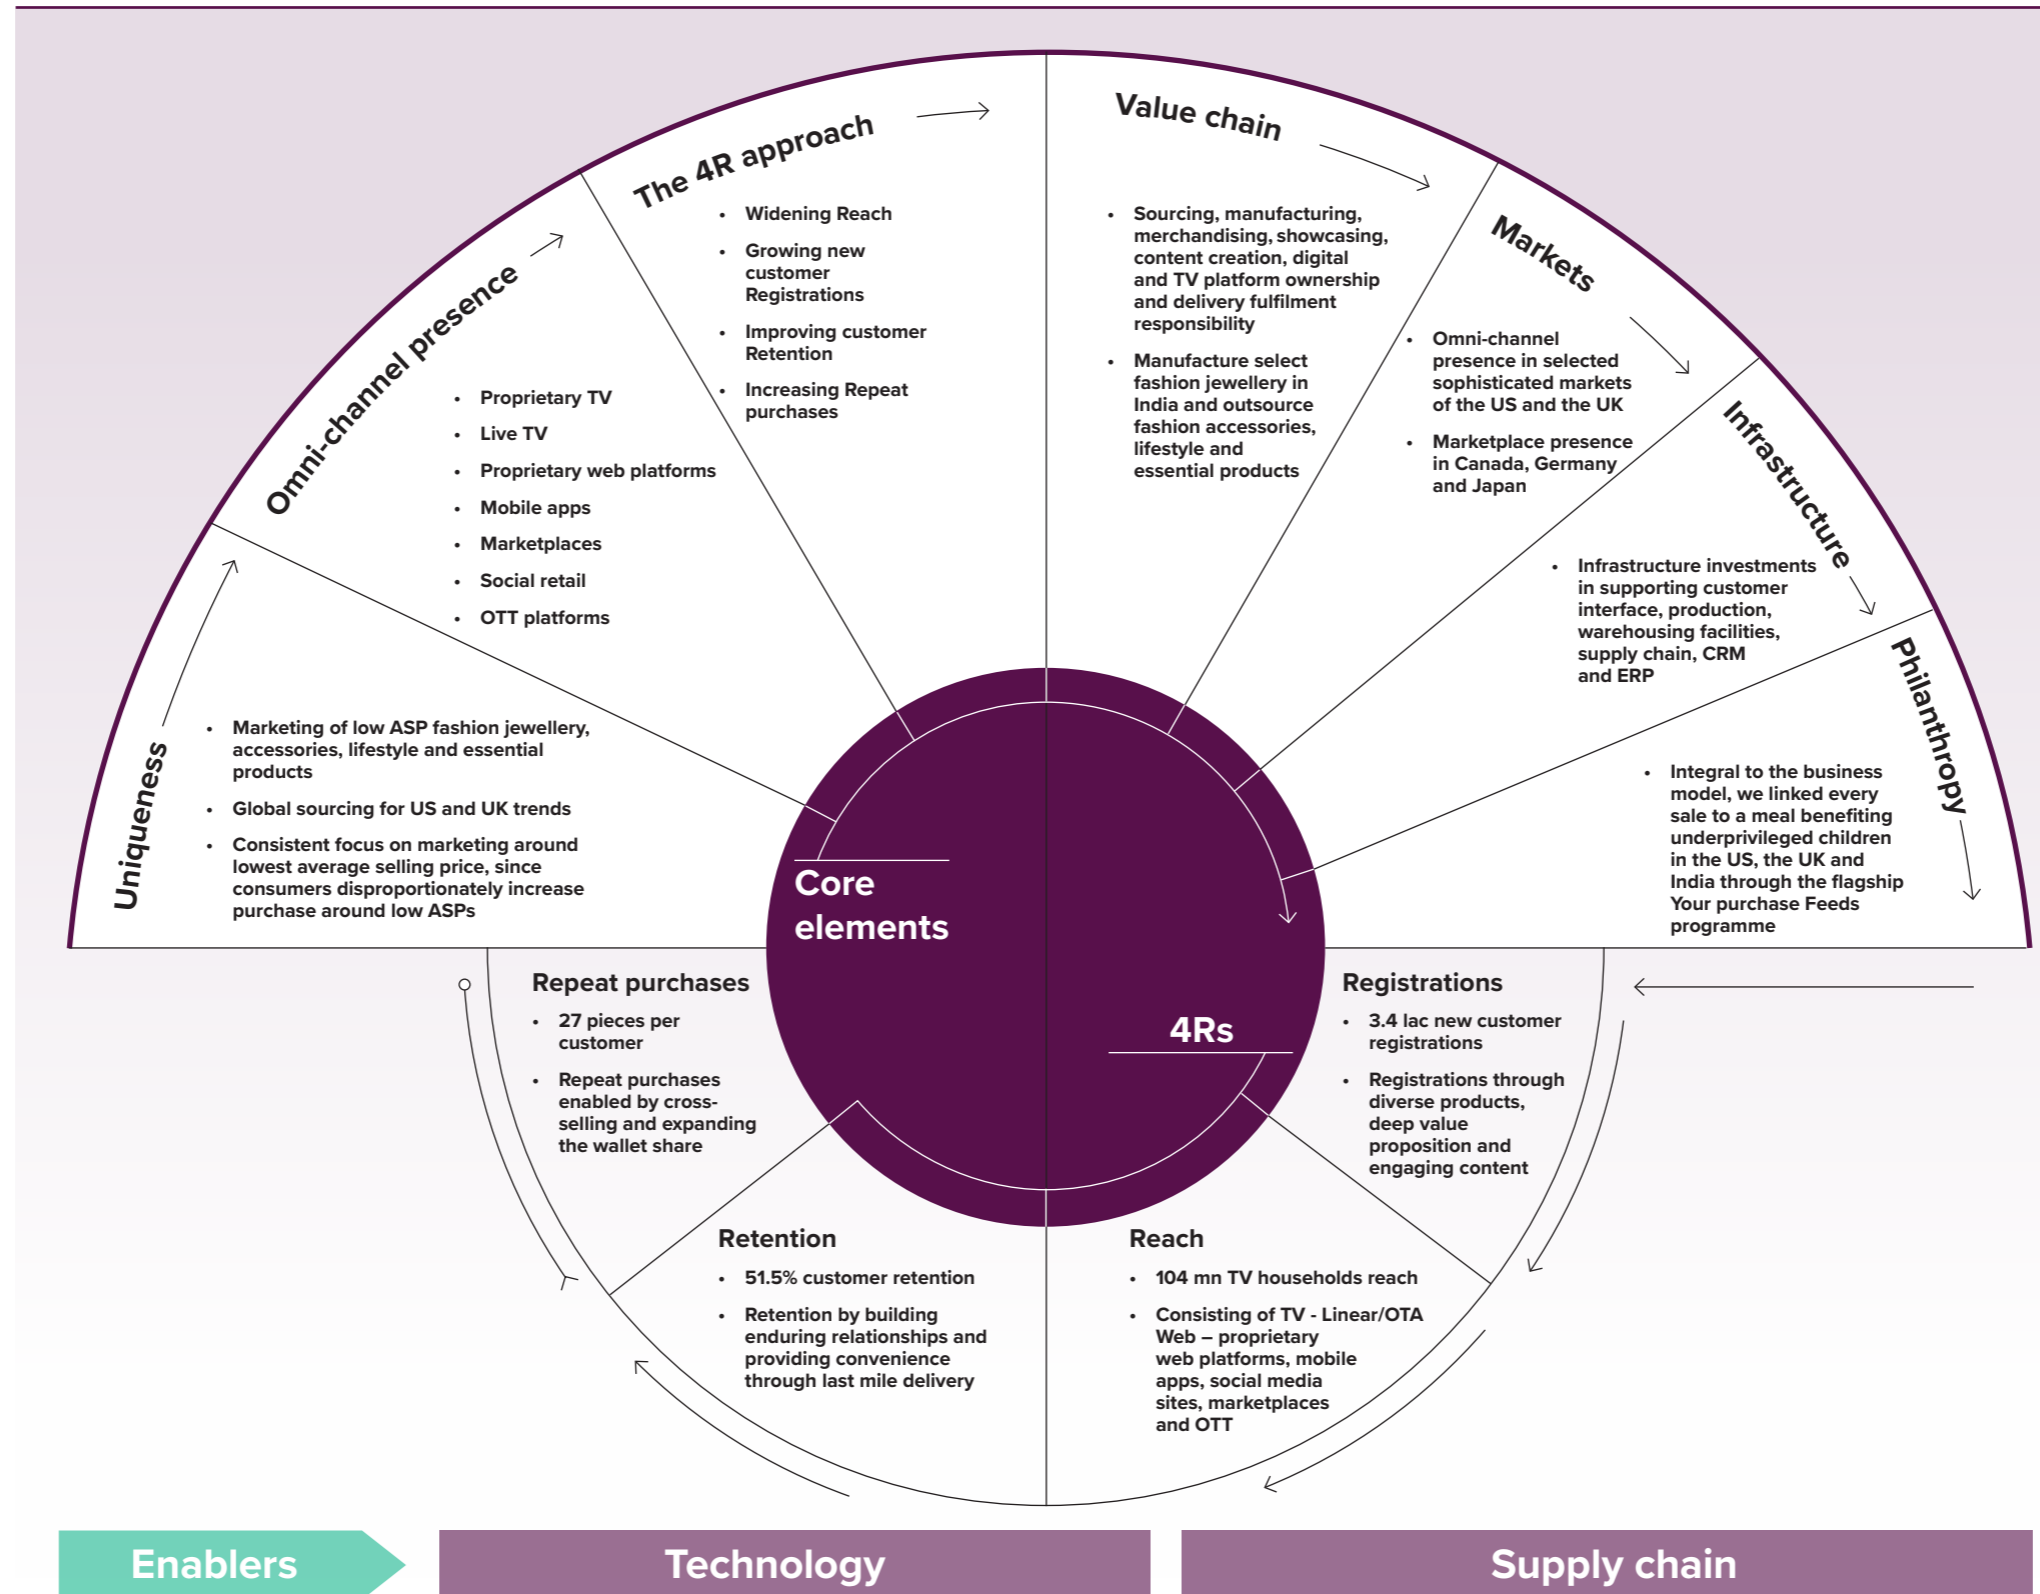 Uniqueness
• Marketing of low ASP fashion jewellery,
accessories, lifestyle and essential
products
• Global sourcing for US and UK trends
• Consistent focus on marketing around
lowest average selling price, since
consumers disproportionately increase
purchase around low ASPs
Omni-channel presence
• Proprietary TV
• Live TV
• Proprietary web platforms
• Mobile apps
• Marketplaces
• Social retail
• OTT platforms
The 4R approach
• Widening Reach
• Growing new
customer
Registrations
• Improving customer
Retention
• Increasing Repeat
purchases
Value chain
• Sourcing, manufacturing,
merchandising, showcasing,
content creation, digital
and TV platform ownership
and delivery fulfilment
responsibility
• Manufacture select
fashion jewellery in
India and outsource
fashion accessories,
lifestyle and
essential products
Markets
• Omni-channel
presence in selected
sophisticated markets
of the US and the UK
• Marketplace presence
in Canada, Germany
and Japan
Infrastructure
• Infrastructure investments
in supporting customer
interface, production,
warehousing facilities,
supply chain, CRM
and ERP
Philanthropy
• Integral to the business
model, we linked every
sale to a meal benefiting
underprivileged children
in the US, the UK and
India through the flagship
Your purchase Feeds
programme
Core
elements
4Rs
Registrations
• 3.4 lac new customer
registrations
• Registrations through
diverse products,
deep value
proposition and
engaging content
Reach
• 104 mn TV households reach
• Consisting of TV - Linear/OTA
Web – proprietary
web platforms, mobile
apps, social media
sites, marketplaces
and OTT
Retention
• 51.5% customer retention
• Retention by building
enduring relationships and
providing convenience
through last mile delivery
Repeat purchases
• 27 pieces per
customer
• Repeat purchases
enabled by cross-
selling and expanding
the wallet share
Enablers
Technology
Supply chain